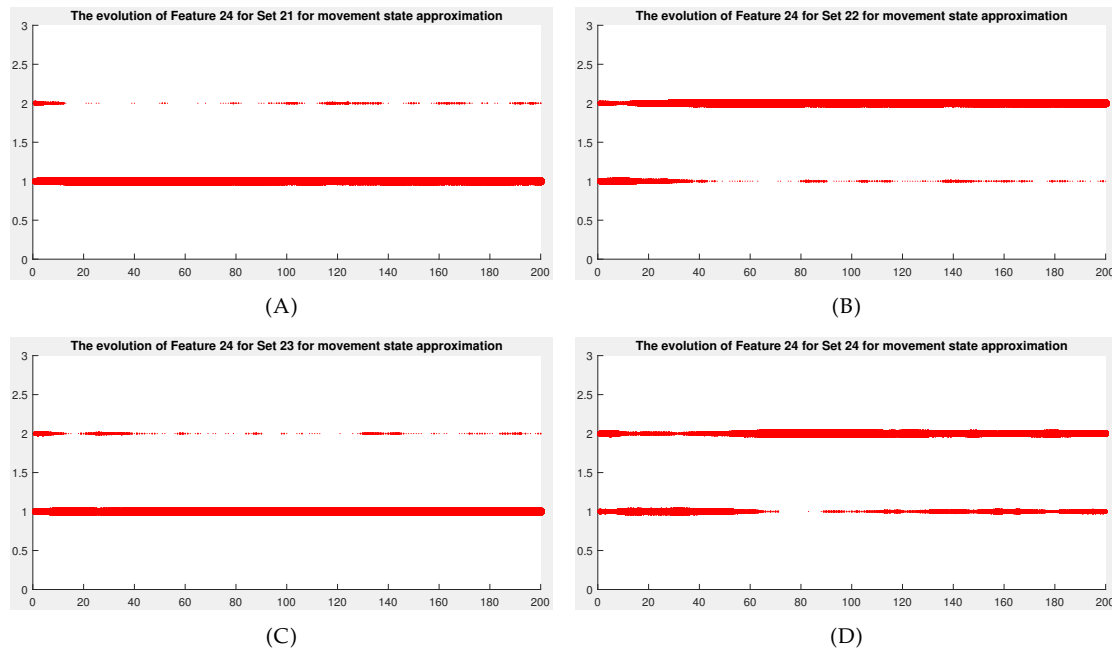 The evolution of Feature 24 for Set 21 for movement state approximation
3
2.5
2
1.5
1
0.5
0
0 20 40 60 80 100 120 140 160 180 200
(A)
The evolution of Feature 24 for Set 22 for movement state approximation
3
2.5
2
1.5
1
0.5
0
0 20 40 60 80 100 120 140 160 180 200
(B)
The evolution of Feature 24 for Set 23 for movement state approximation
3
2.5
2
1.5
1
0.5
0
0 20 40 60 80 100 120 140 160 180 200
(C)
The evolution of Feature 24 for Set 24 for movement state approximation
3
2.5
2
1.5
1
0.5
0
0 20 40 60 80 100 120 140 160 180 200
(D)